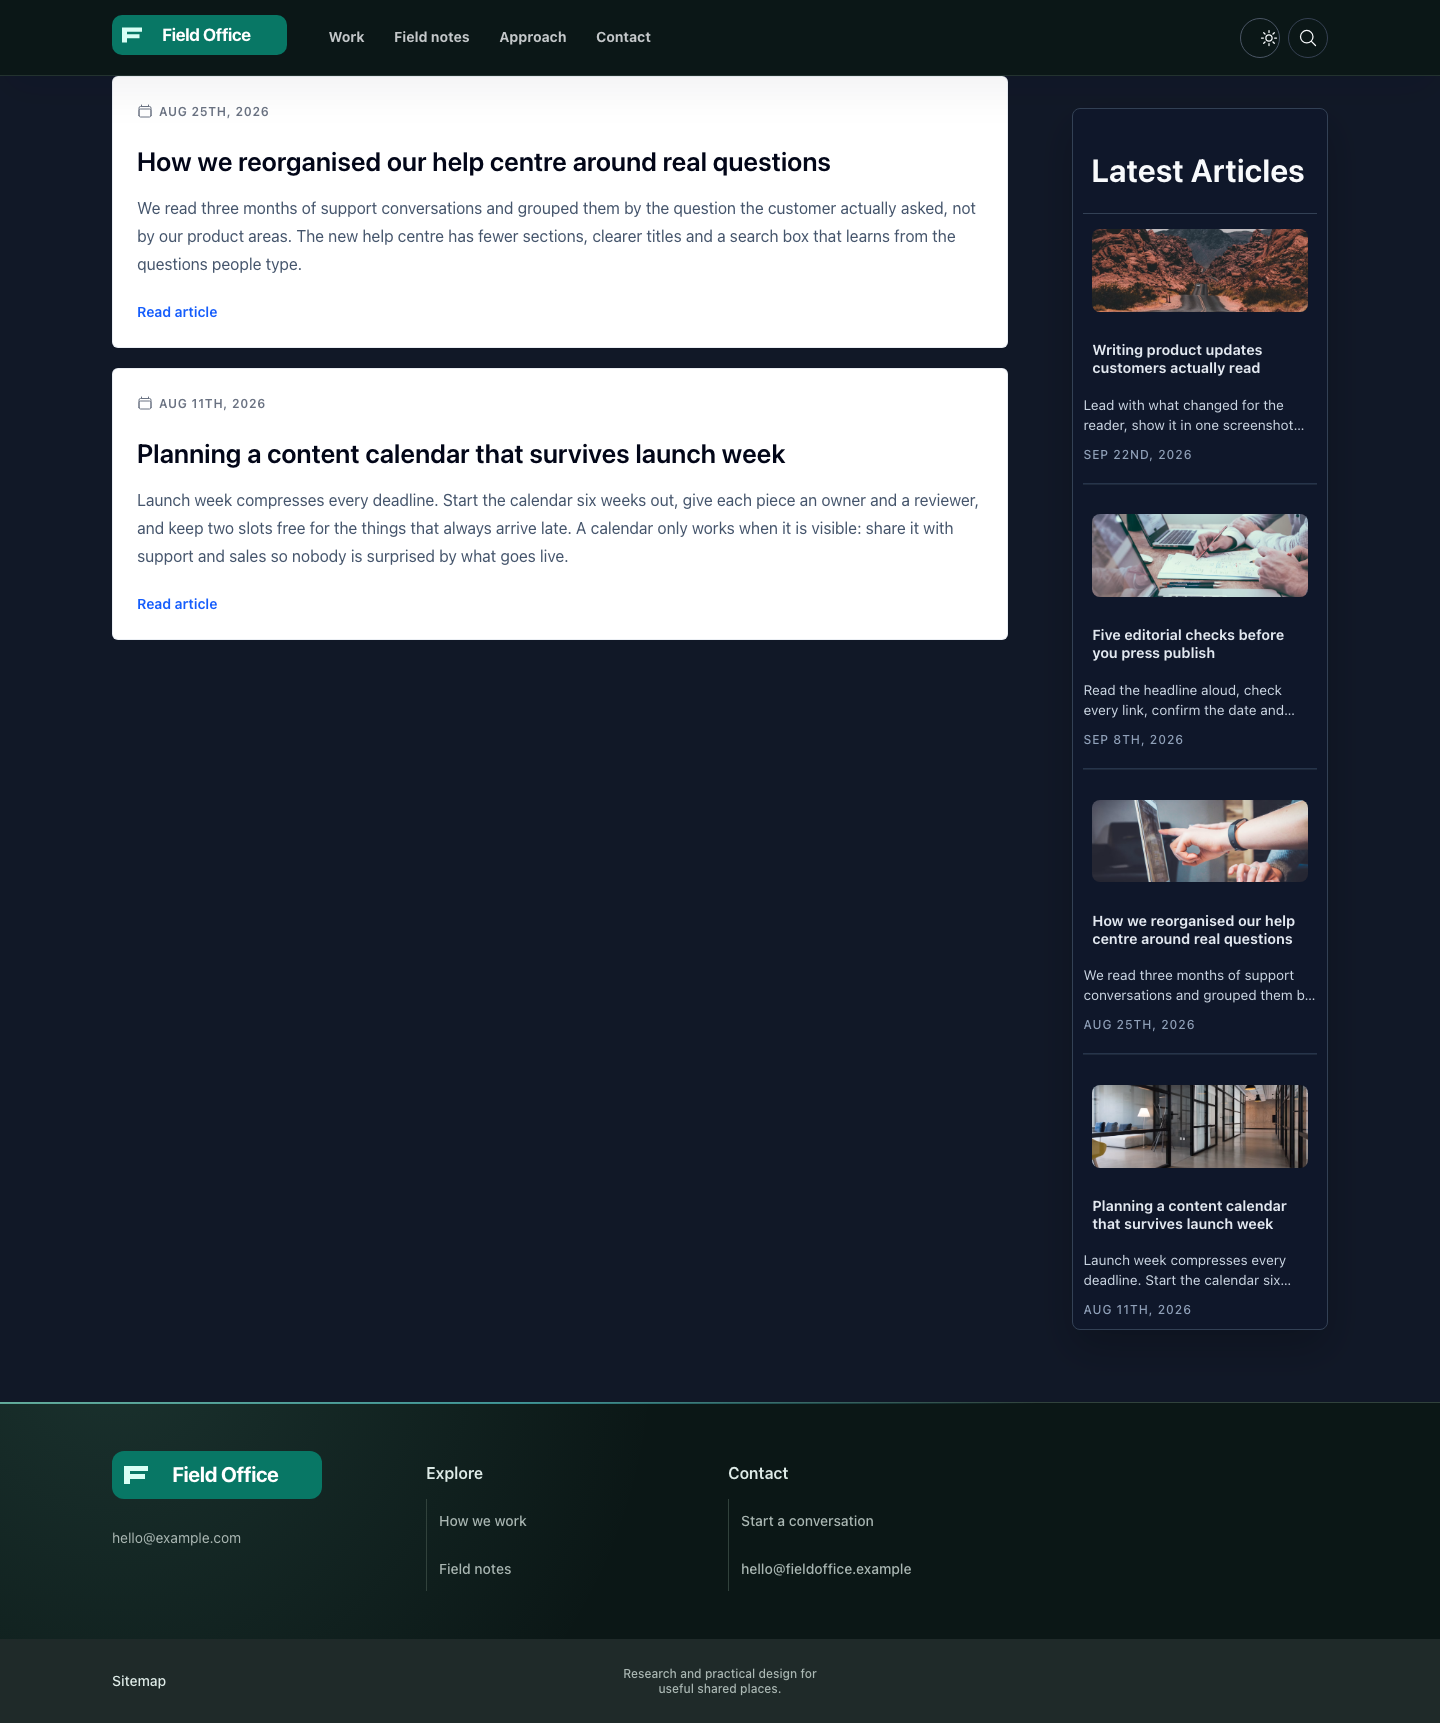 Field Office
Work
Field notes
Approach
Contact
AUG 25TH, 2026
How we reorganised our help centre around real questions
We read three months of support conversations and grouped them by the question the customer actually asked, not
by our product areas. The new help centre has fewer sections, clearer titles and a search box that learns from the
questions people type.
Read article
AUG 11TH, 2026
Planning a content calendar that survives launch week
Launch week compresses every deadline. Start the calendar six weeks out, give each piece an owner and a reviewer,
and keep two slots free for the things that always arrive late. A calendar only works when it is visible: share it with
support and sales so nobody is surprised by what goes live.
Read article
Latest Articles
Writing product updates
customers actually read
Lead with what changed for the
reader, show it in one screenshot...
SEP 22ND, 2026
Five editorial checks before
you press publish
Read the headline aloud, check
every link, confirm the date and...
SEP 8TH, 2026
How we reorganised our help
centre around real questions
We read three months of support
conversations and grouped them b...
AUG 25TH, 2026
Planning a content calendar
that survives launch week
Launch week compresses every
deadline. Start the calendar six...
AUG 11TH, 2026
Field Office
hello@example.com
Explore
How we work
Field notes
Contact
Start a conversation
hello@fieldoffice.example
Sitemap
Research and practical design for
useful shared places.